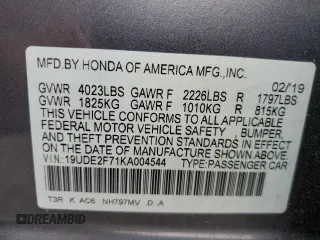 MFD.BY HONDA OF AMERICA MFG.,INC.
02/19
GVWR 4023LBS GAWR F 2226LBS R 1797LBS
GVWR 1825KG GAWR F 1010KG R 815KG
THIS VEHICLE CONFORMS TO ALL APPLICABLE
FEDERAL MOTOR VEHICLE SAFETY, BUMPER,
AND THEFT PREVENTION STANDARDS IN EFFECT
ON THE DATE OF MANUFACTURE SHOWN ABOVE.
VIN:19UDE2F71KA004544 TYPE:PASSENGER CAR
T3R K AC6 NH797MV D A
DREAMBID